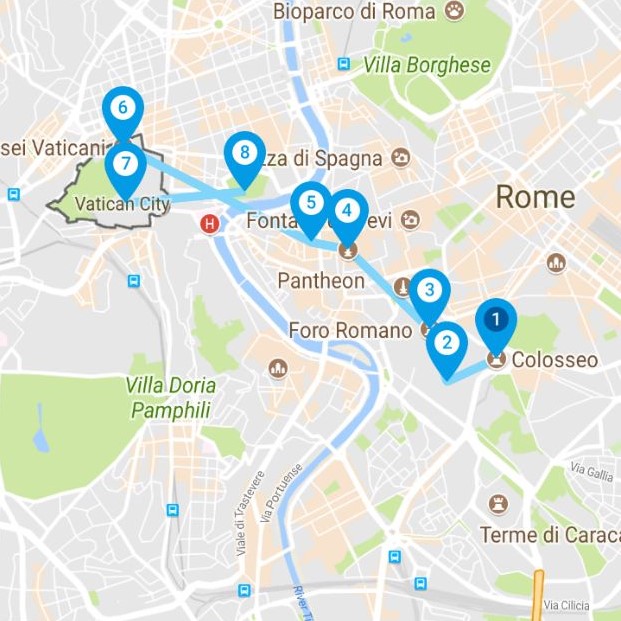 Bioparco di Roma
Villa Borghese
6
sei Vaticani
7
8
zza di Spagna
Vatican City
Rome
H
5
4
Fonta
evi
Pantheon
3
Foro Romano
1
2
Colosseo
Villa Doria
Pamphili
Viale di Trastevere
Via Portuense
Via Gallia
Terme di Caraca
River Ti
Via Cilicia